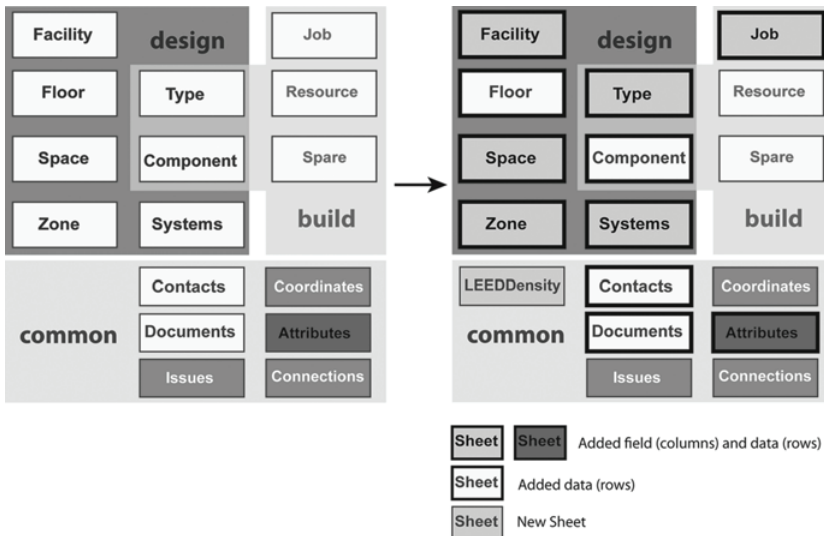 Facility
design
Job
Floor
Type
Resource
Space
Component
Spare
Zone
Systems
build
Contacts
Coordinates
common
Documents
Attributes
Issues
Connections
Facility
design
Job
Floor
Type
Resource
Space
Component
Spare
Zone
Systems
build
LEEDDensity
Contacts
Coordinates
common
Documents
Attributes
Issues
Connections
Sheet
Sheet
Added field (columns) and data (rows)
Sheet
Added data (rows)
Sheet
New Sheet